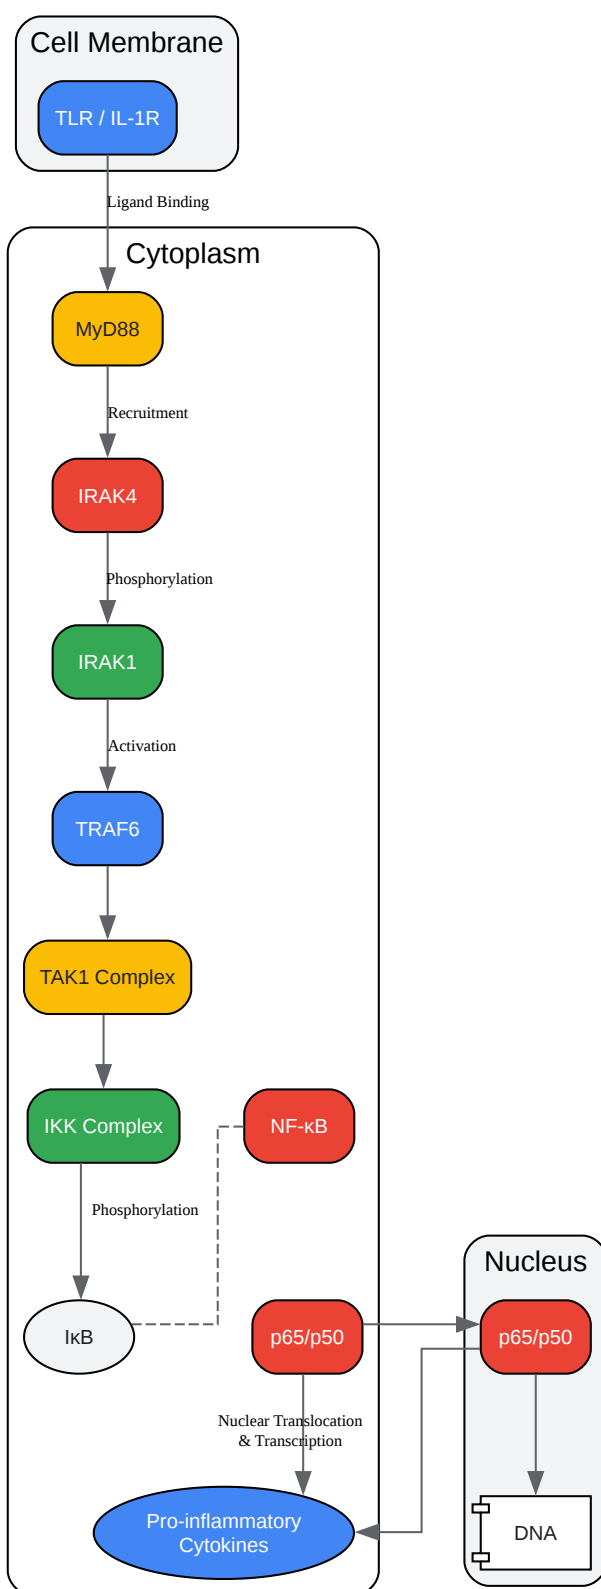 Cell Membrane
TLR / IL-1R
Ligand Binding
Cytoplasm
MyD88
Recruitment
IRAK4
Phosphorylation
IRAK1
Activation
TRAF6
TAK1 Complex
IKK Complex
NF-κB
Phosphorylation
Nucleus
IκB
p65/p50
p65/p50
Nuclear Translocation
& Transcription
Pro-inflammatory
Cytokines
DNA